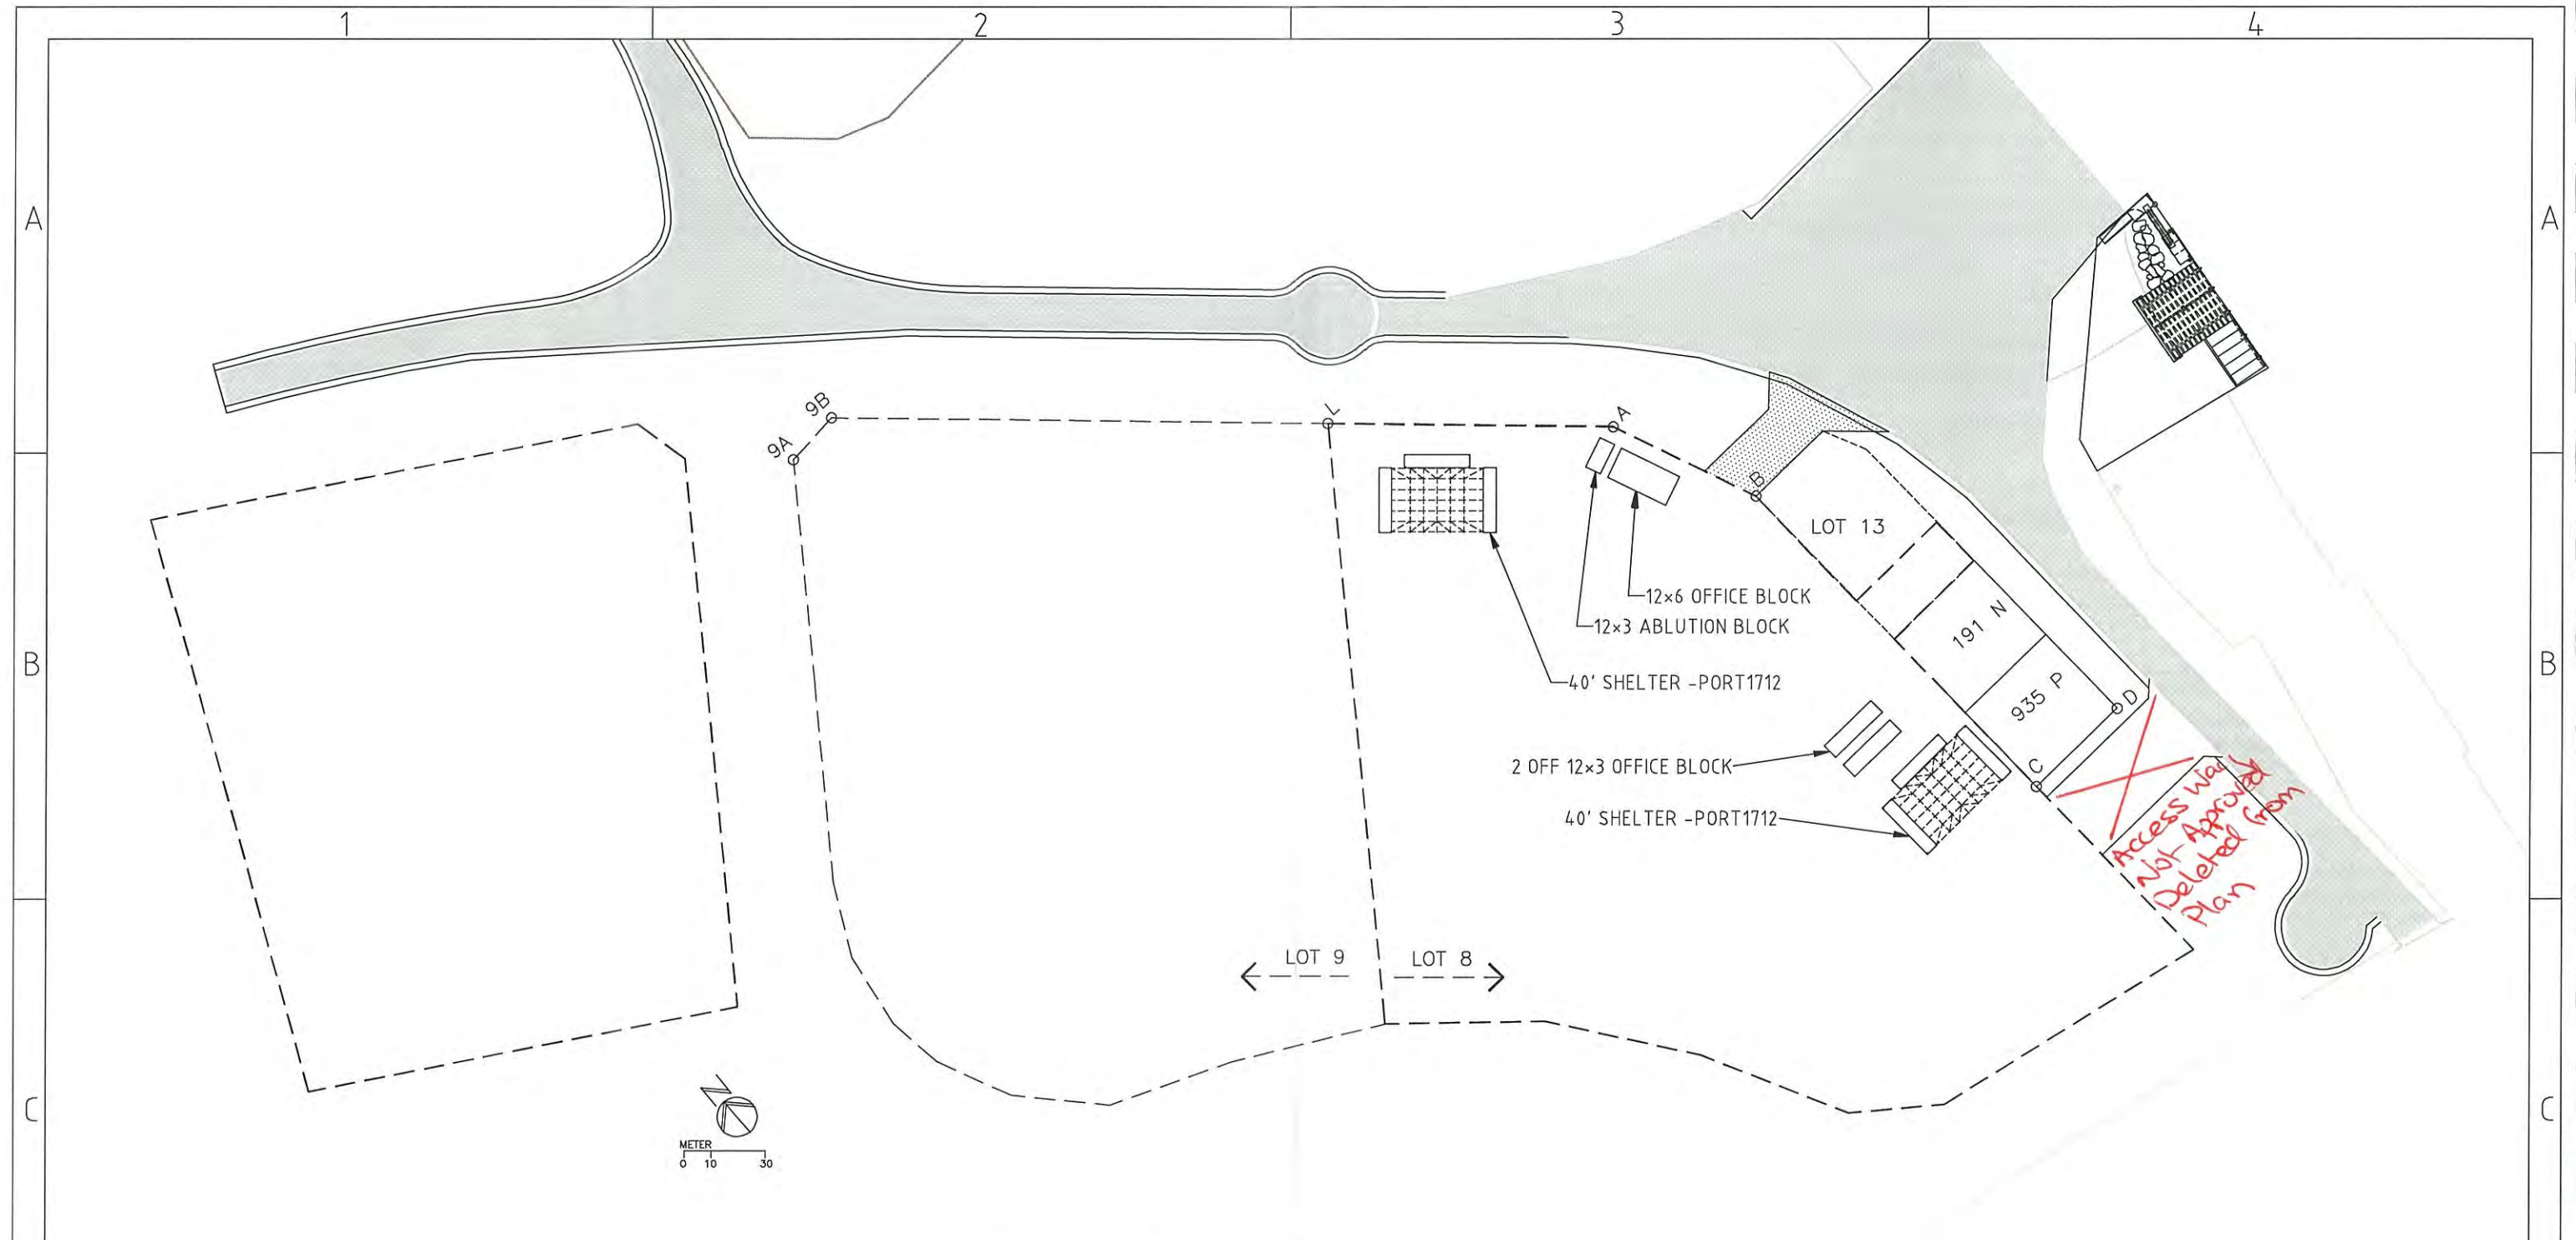 1
2
3
4
A
A
9B
9A
L
A
B
LOT 13
12×6 OFFICE BLOCK
12×3 ABLUTION BLOCK
191 N
B
B
40' SHELTER -PORT1712
935 P
D
2 OFF 12×3 OFFICE BLOCK
C
40' SHELTER -PORT1712
Access Way
Not Approved
Deleted from
Plan
LOT 9
LOT 8
C
C
N
METER
0 10 30